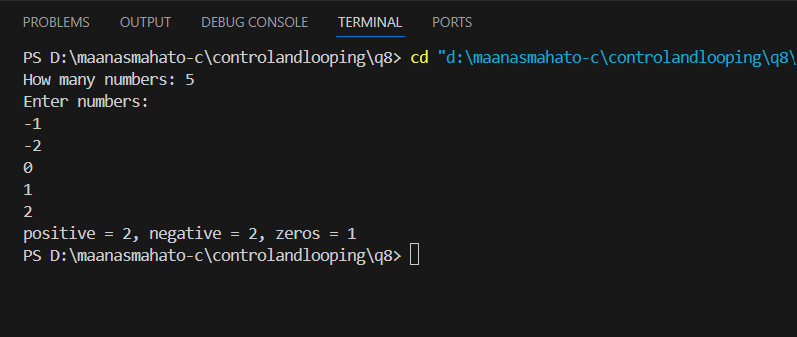 PROBLEMS OUTPUT DEBUG CONSOLE TERMINAL PORTS
PS D:\maanasmahato-c\controlandlooping\q8> cd "d:\maanasmahato-c\controlandlooping\q8\
How many numbers: 5
Enter numbers:
-1
-2
0
1
2
positive = 2, negative = 2, zeros = 1
PS D:\maanasmahato-c\controlandlooping\q8>